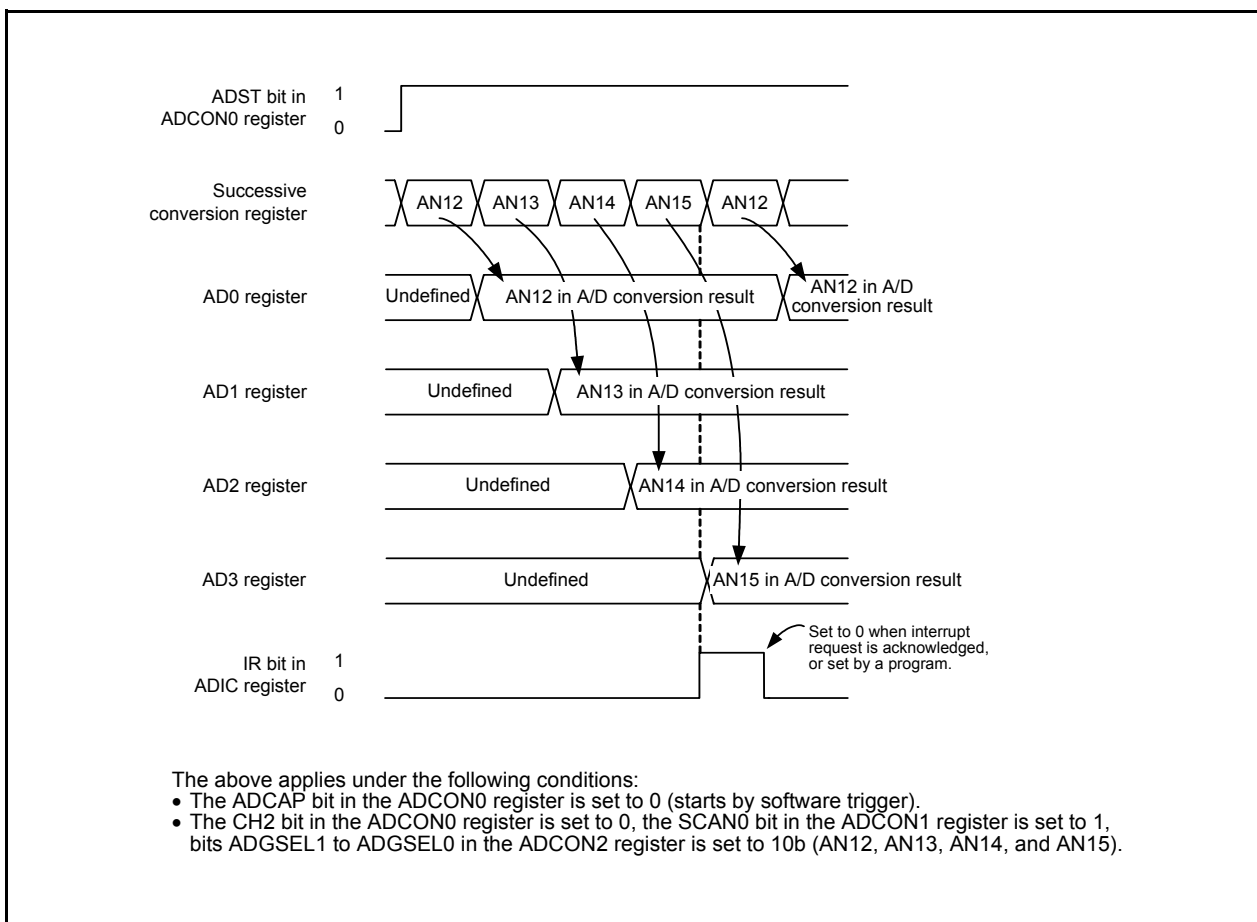 ADST bit in
ADCON0 register
1
0
Successive
conversion register
AN12
AN13
AN14
AN15
AN12
AD0 register
Undefined
AN12 in A/D conversion result
AN12 in A/D
conversion result
AD1 register
Undefined
AN13 in A/D conversion result
AD2 register
Undefined
AN14 in A/D conversion result
AD3 register
Undefined
AN15 in A/D conversion result
IR bit in
ADIC register
1
0
Set to 0 when interrupt
request is acknowledged,
or set by a program.
The above applies under the following conditions:
• The ADCAP bit in the ADCON0 register is set to 0 (starts by software trigger).
• The CH2 bit in the ADCON0 register is set to 0, the SCAN0 bit in the ADCON1 register is set to 1,
bits ADGSEL1 to ADGSEL0 in the ADCON2 register is set to 10b (AN12, AN13, AN14, and AN15).